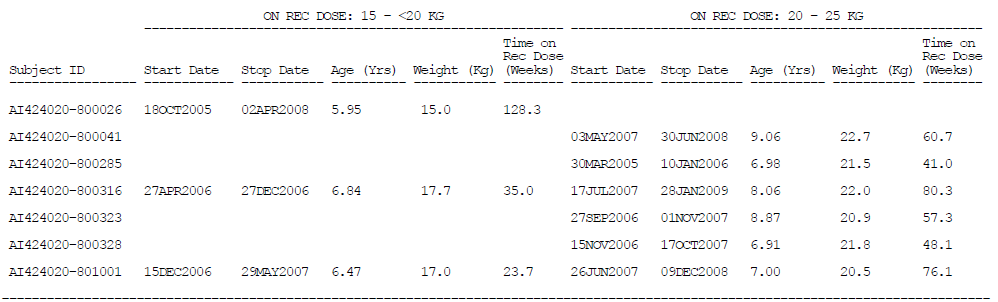 ON REC DOSE: 15 - <20 KG ON REC DOSE: 20 - 25 KG
Time on Time on
Rec Dose Rec Dose
Subject ID Start Date Stop Date Age (Yrs) Weight (Kg) (Weeks) Start Date Stop Date Age (Yrs) Weight (Kg) (Weeks)
AI424020-800026 18OCT2005 02APR2008 5.95 15.0 128.3
AI424020-800041 03MAY2007 30JUN2008 9.06 22.7 60.7
AI424020-800285 30MAR2005 10JAN2006 6.98 21.5 41.0
AI424020-800316 27APR2006 27DEC2006 6.84 17.7 35.0 17JUL2007 28JAN2009 8.06 22.0 80.3
AI424020-800323 27SEP2006 01NOV2007 8.87 20.9 57.3
AI424020-800328 15NOV2006 17OCT2007 6.91 21.8 48.1
AI424020-801001 15DEC2006 29MAY2007 6.47 17.0 23.7 26JUN2007 09DEC2008 7.00 20.5 76.1